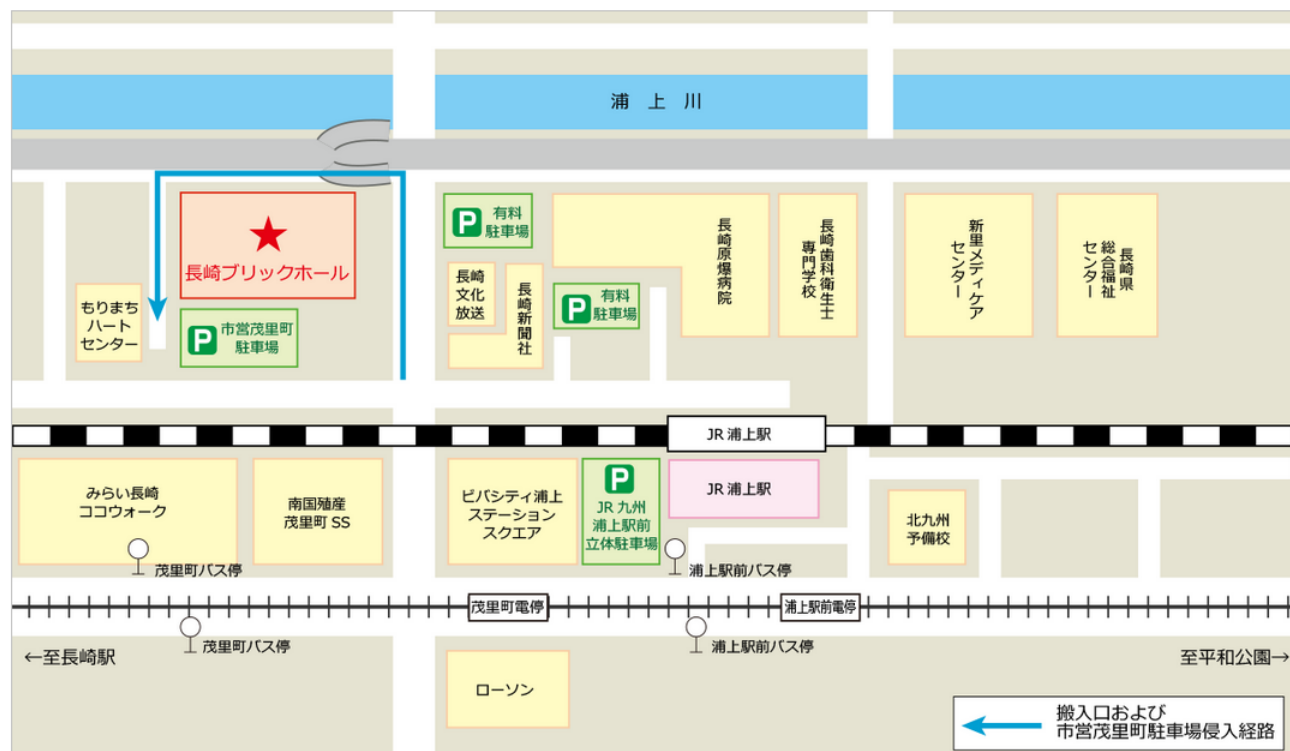 浦上川
P 有料
駐車場
長崎ブリックホール
長崎
文化
放送
長崎新聞社
P 有料
駐車場
長崎原爆病院
長崎歯科衛生士
専門学校
新里メディケア
センター
長崎県
総合福祉
センター
もりまち
ハート
センター
P 市営茂里町
駐車場
JR 浦上駅
みらい長崎
ココウォーク
南国殖産
茂里町 SS
ビバシティ浦上
ステーション
スクエア
P
JR 九州
浦上駅前
立体駐車場
JR 浦上駅
北九州
予備校
茂里町バス停
浦上駅前バス停
茂里町電停
浦上駅前電停
茂里町バス停
浦上駅前バス停
←至長崎駅
至平和公園→
ローソン
搬入口および
市営茂里町駐車場侵入経路